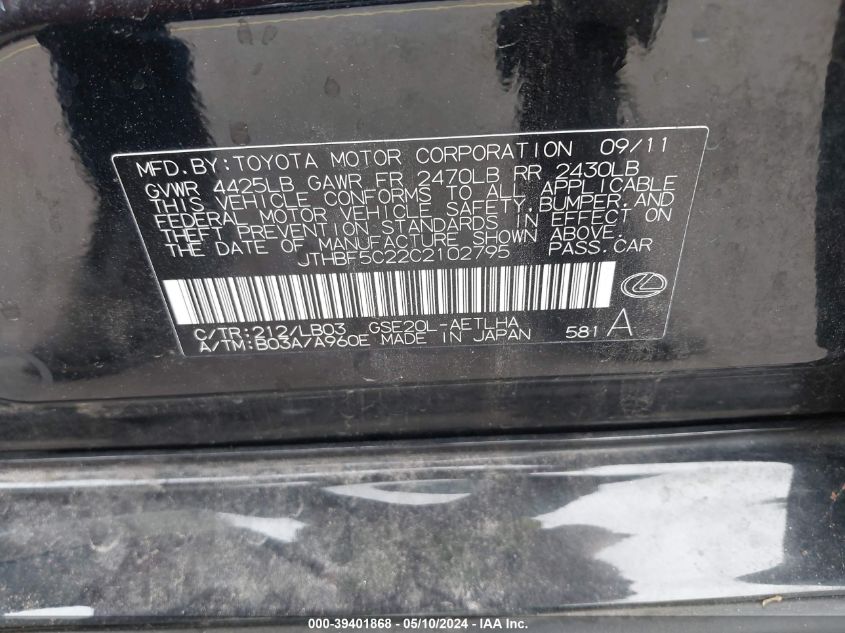 MFD.BY:TOYOTA MOTOR CORPORATION 09/11
GVWR 4425LB GAWR FR 2470LB RR 2430LB
THIS VEHICLE CONFORMS TO ALL APPLICABLE
FEDERAL MOTOR VEHICLE SAFETY,BUMPER,AND
THEFT PREVENTION STANDARDS IN EFFECT ON
THE DATE OF MANUFACTURE SHOWN ABOVE.
JTHBF5C22C2102795 PASS.CAR
C/TR:212/LB03 GSE20L-AETLHA 581 A
A/TM:B03A/A960E MADE IN JAPAN
000-39401868 - 05/10/2024 - IAA Inc.